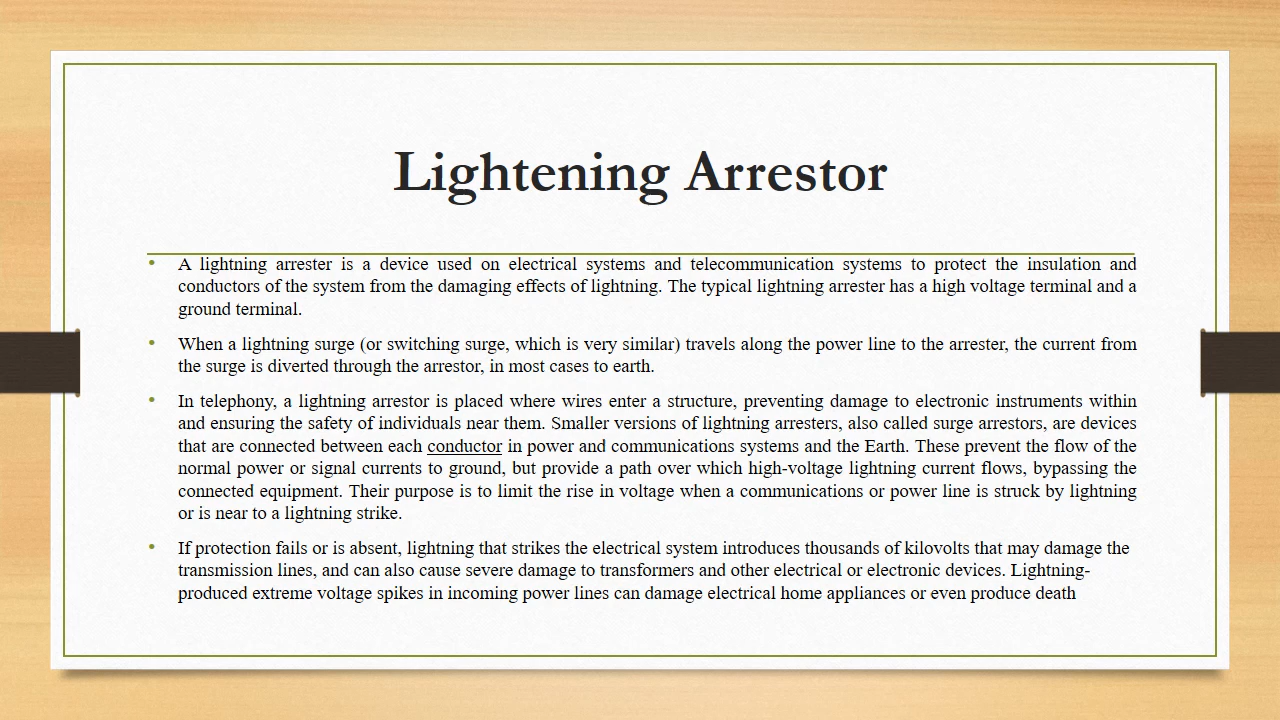 Lightening Arrestor
• A lightning arrester is a device used on electrical systems and telecommunication systems to protect the insulation and
conductors of the system from the damaging effects of lightning. The typical lightning arrester has a high voltage terminal and a
ground terminal.
• When a lightning surge (or switching surge, which is very similar) travels along the power line to the arrester, the current from
the surge is diverted through the arrestor, in most cases to earth.
• In telephony, a lightning arrestor is placed where wires enter a structure, preventing damage to electronic instruments within
and ensuring the safety of individuals near them. Smaller versions of lightning arresters, also called surge arrestors, are devices
that are connected between each conductor in power and communications systems and the Earth. These prevent the flow of the
normal power or signal currents to ground, but provide a path over which high-voltage lightning current flows, bypassing the
connected equipment. Their purpose is to limit the rise in voltage when a communications or power line is struck by lightning
or is near to a lightning strike.
• If protection fails or is absent, lightning that strikes the electrical system introduces thousands of kilovolts that may damage the
transmission lines, and can also cause severe damage to transformers and other electrical or electronic devices. Lightning-
produced extreme voltage spikes in incoming power lines can damage electrical home appliances or even produce death